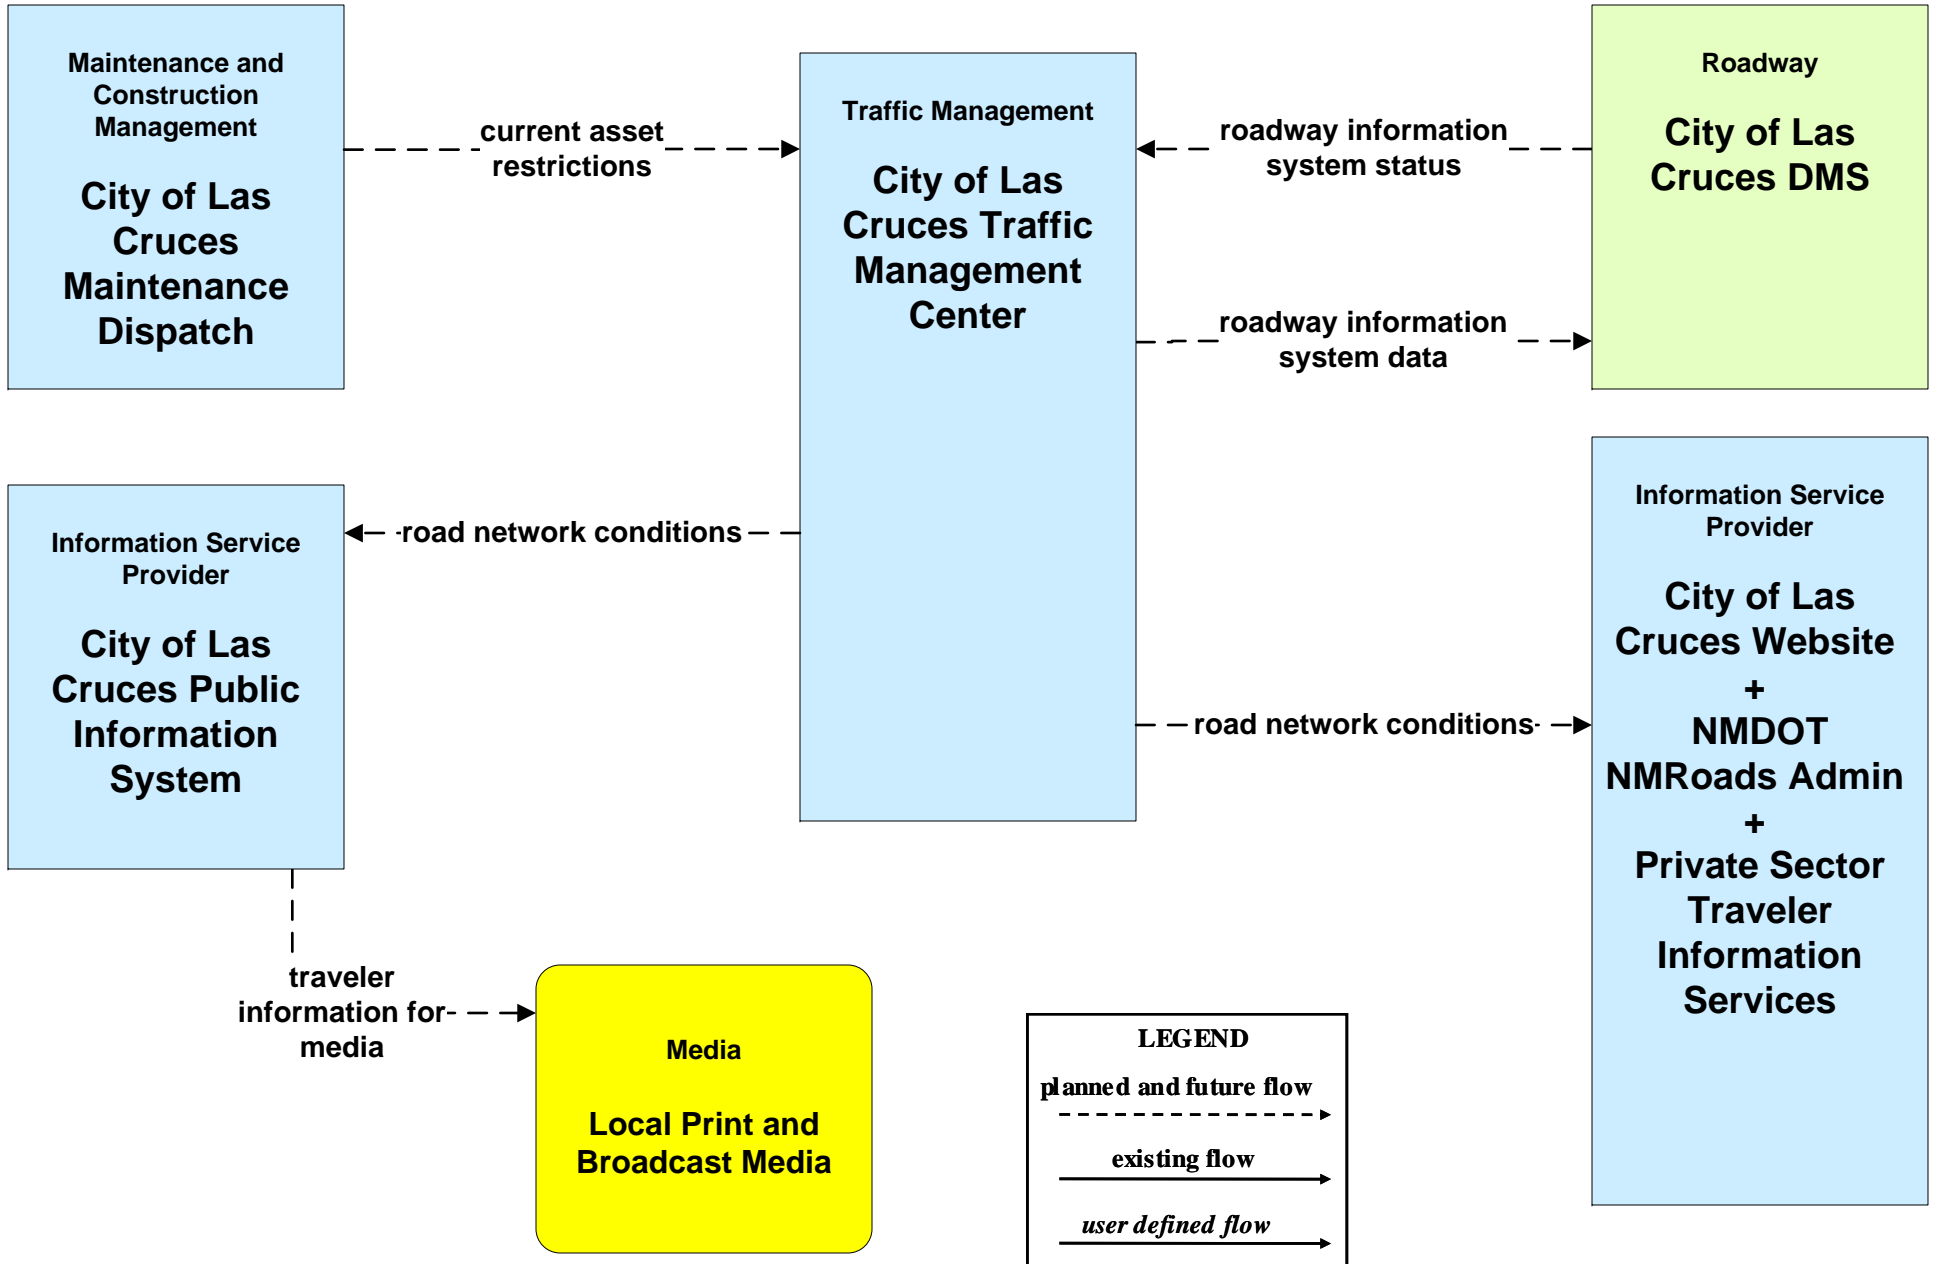 Maintenance and
Construction
Management
City of Las
Cruces
Maintenance
Dispatch
current asset
restrictions
Traffic Management
City of Las
Cruces Traffic
Management
Center
roadway information
system status
roadway information
system data
Roadway
City of Las
Cruces DMS
Information Service
Provider
City of Las
Cruces Public
Information
System
road network conditions
road network conditions
Information Service
Provider
City of Las
Cruces Website
+
NMDOT
NMRoads Admin
+
Private Sector
Traveler
Information
Services
traveler
information for
media
Media
Local Print and
Broadcast Media
LEGEND
planned and future flow
existing flow
user defined flow